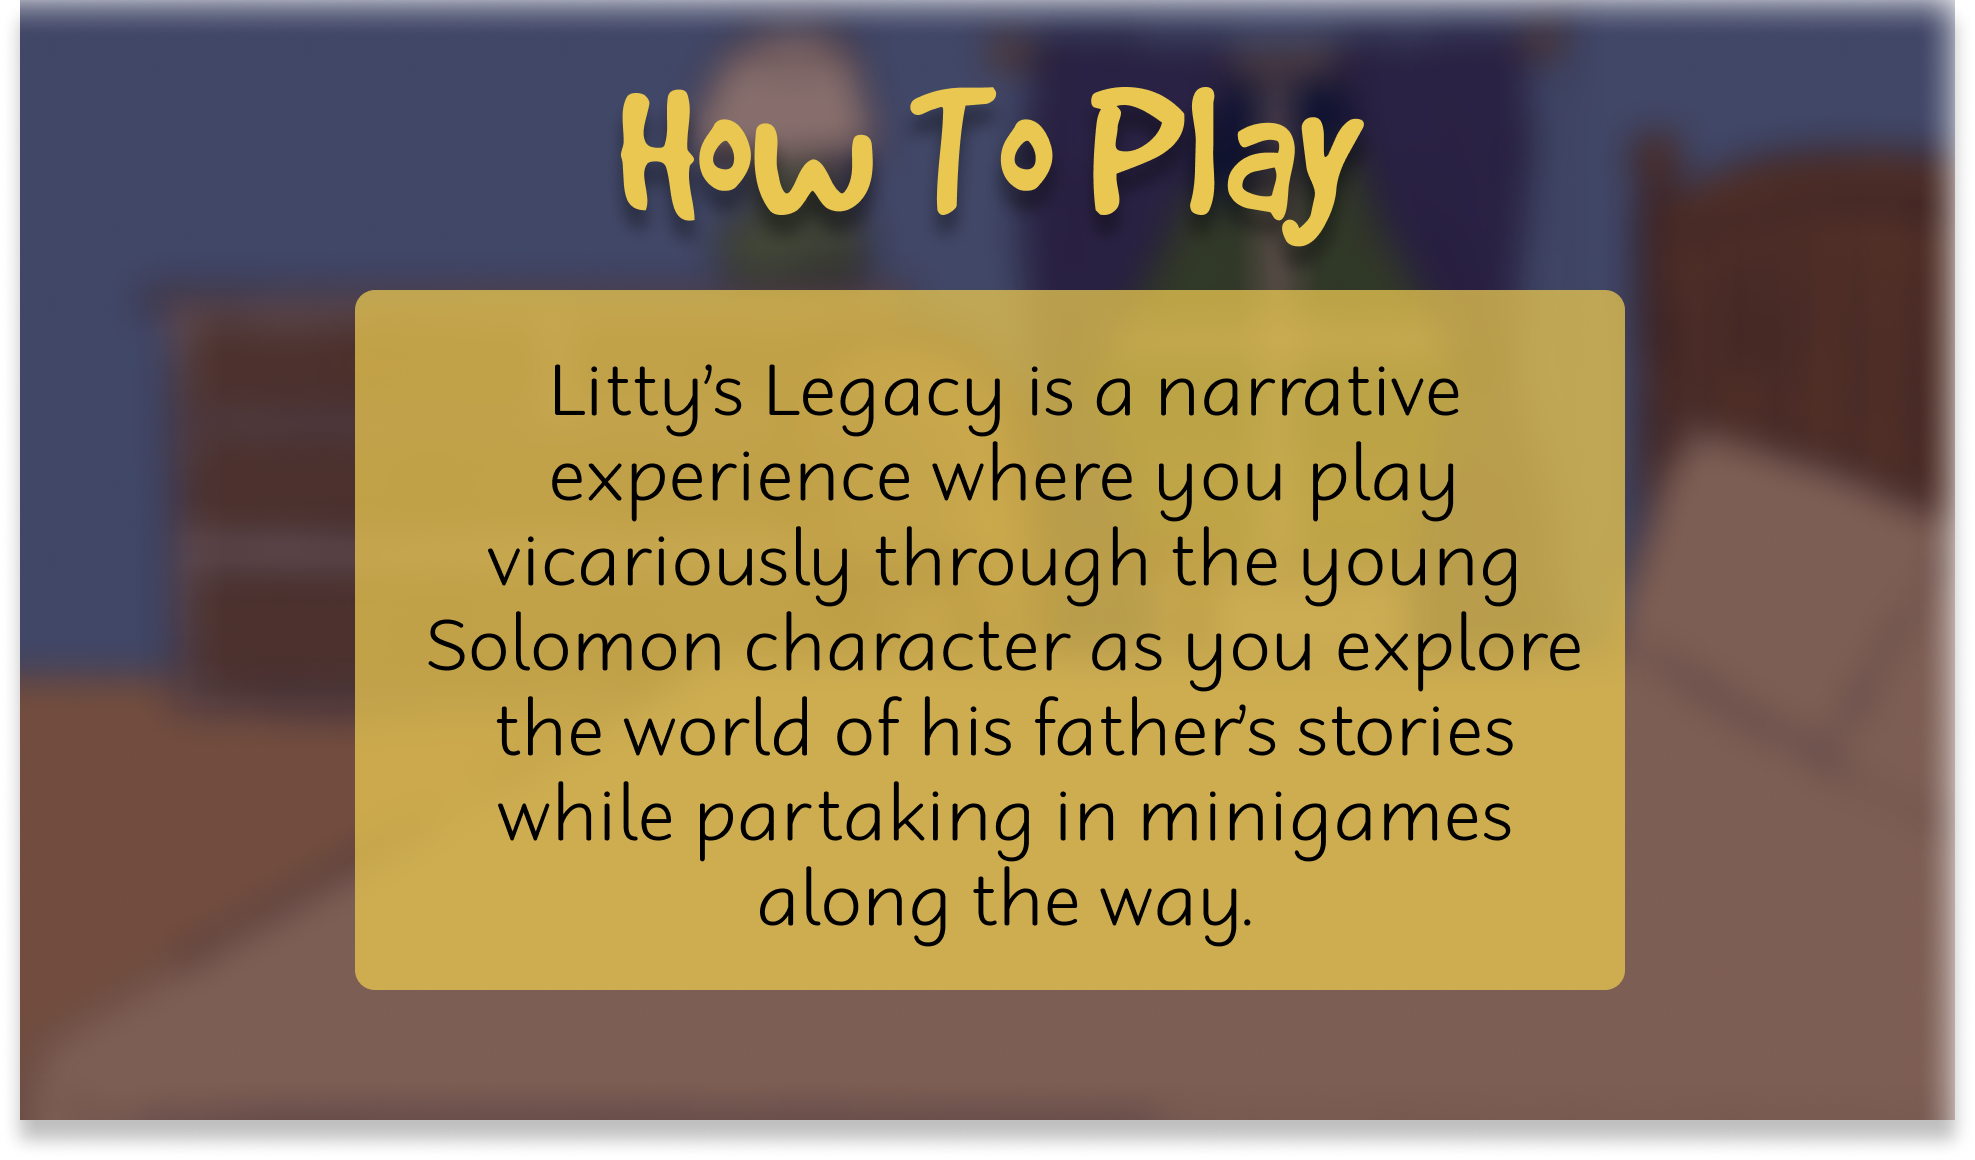 How To Play
Litty’s Legacy is a narrative
experience where you play
vicariously through the young
Solomon character as you explore
the world of his father’s stories
while partaking in minigames
along the way.